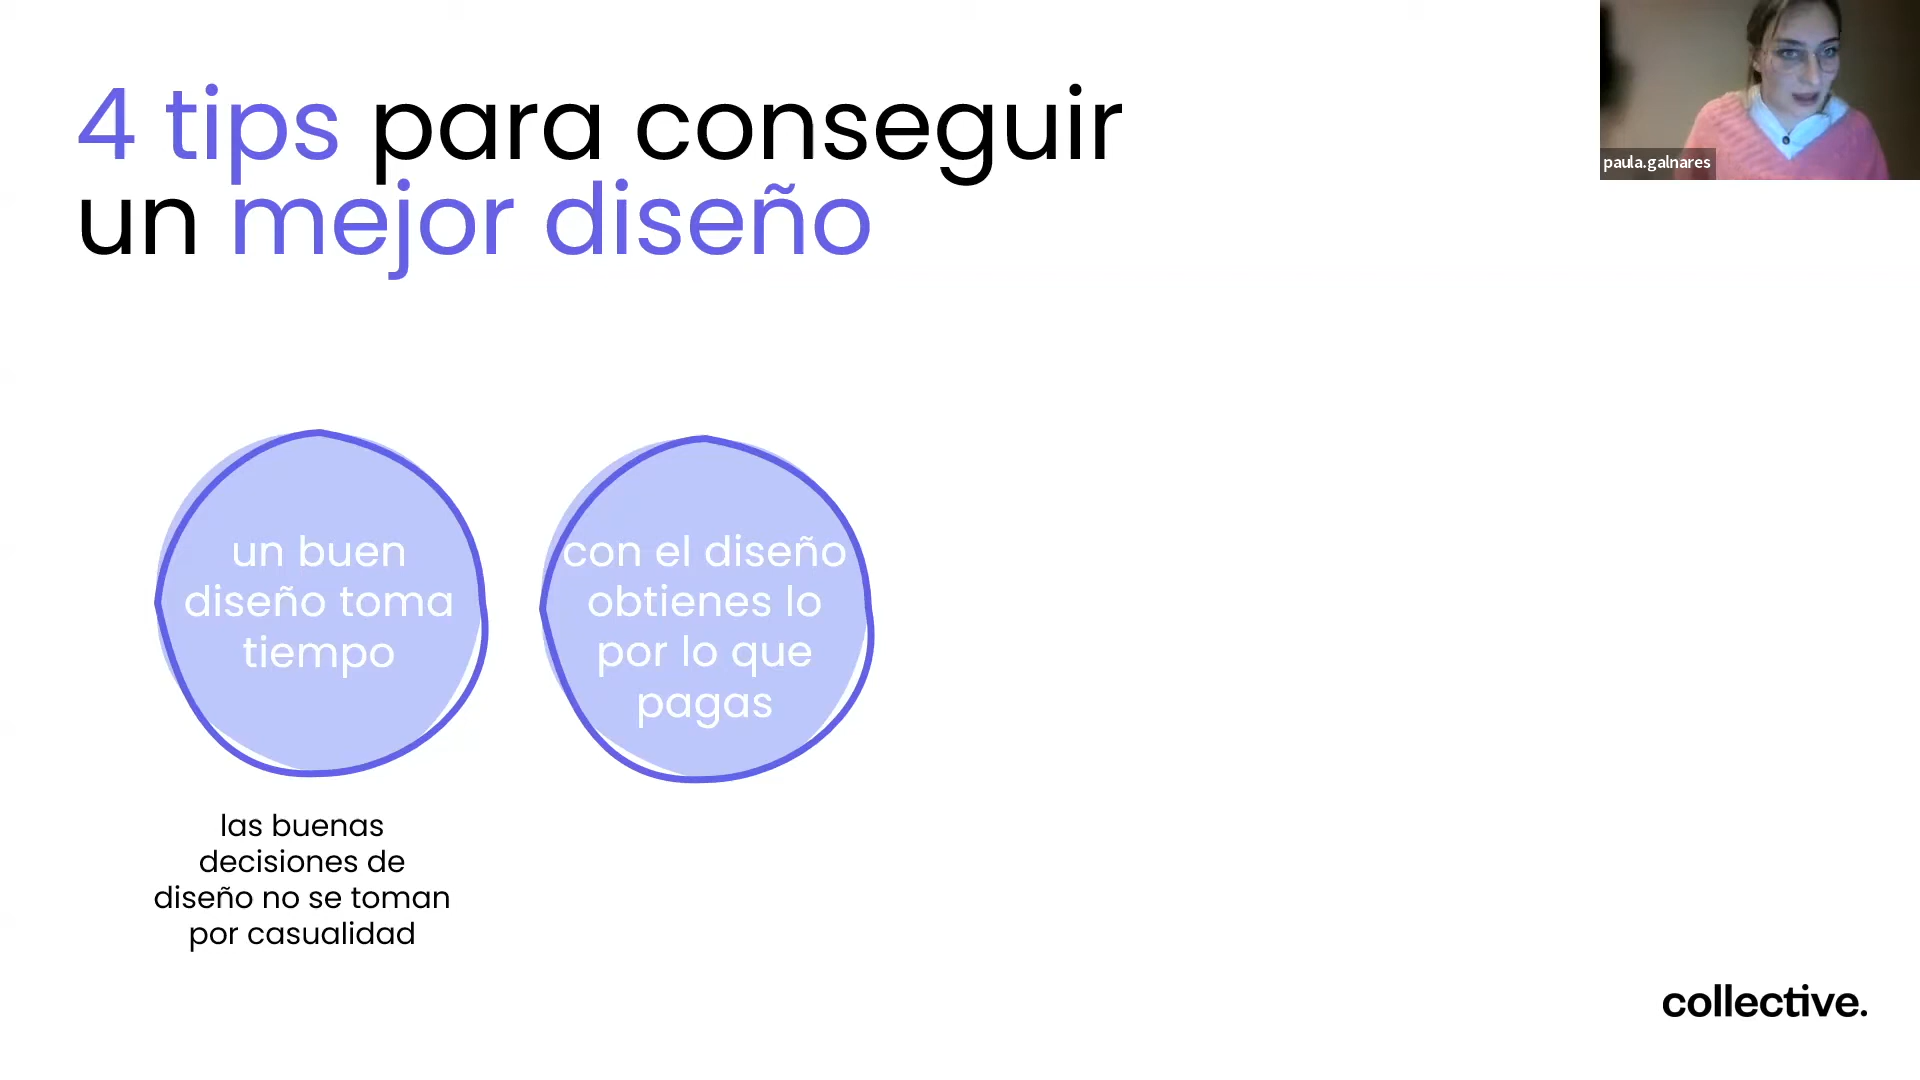 4 tips para conseguir
un mejor diseño
paula.galnares
un buen
diseño toma
tiempo
las buenas
decisiones de
diseño no se toman
por casualidad
con el diseño
obtienes lo
por lo que
pagas
collective.